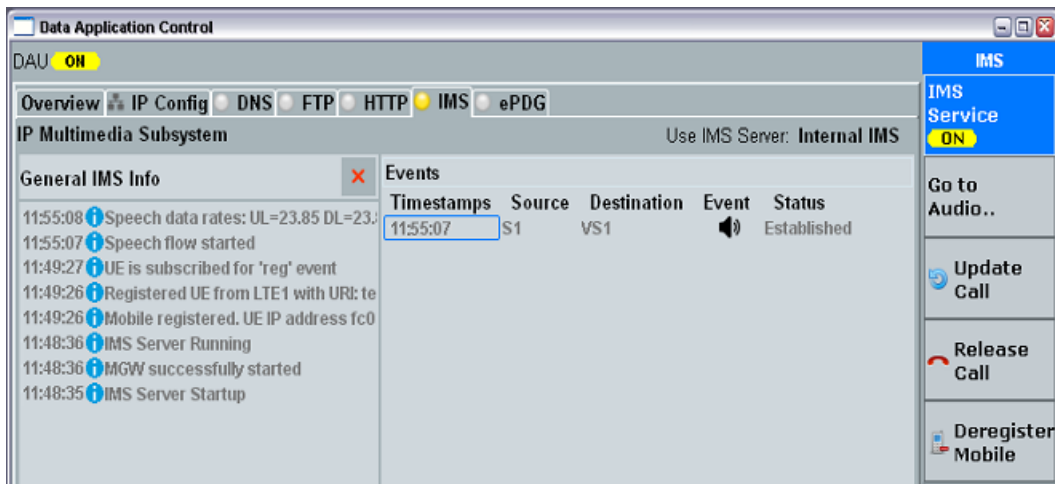 Data Application Control
DAU ON
Overview IP Config DNS FTP HTTP IMS ePDG
IP Multimedia Subsystem
Use IMS Server: Internal IMS
General IMS Info
11:55:08 Speech data rates: UL=23.85 DL=23.
11:55:07 Speech flow started
11:49:27 UE is subscribed for 'reg' event
11:49:26 Registered UE from LTE1 with URI: te
11:49:26 Mobile registered. UE IP address fc0
11:48:36 IMS Server Running
11:48:36 MGW successfully started
11:48:35 IMS Server Startup
Events
Timestamps Source Destination Event Status
11:55:07 S1 VS1 Established
IMS
IMS
Service
ON
Go to
Audio..
Update
Call
Release
Call
Deregister
Mobile